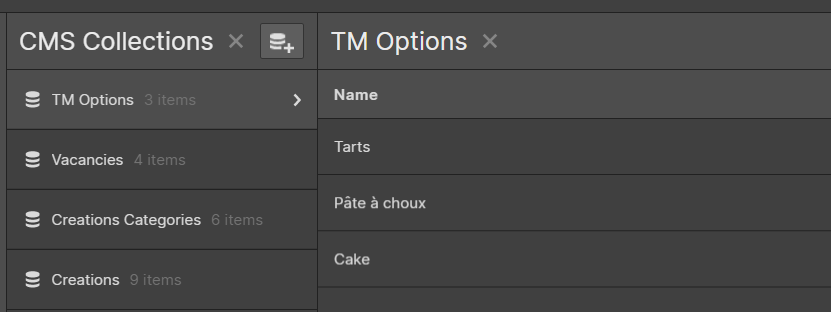 CMS Collections
TM Options
TM Options 3 items
Vacancies 4 items
Creations Categories 6 items
Creations 9 items
Name
Tarts
Pâte à choux
Cake